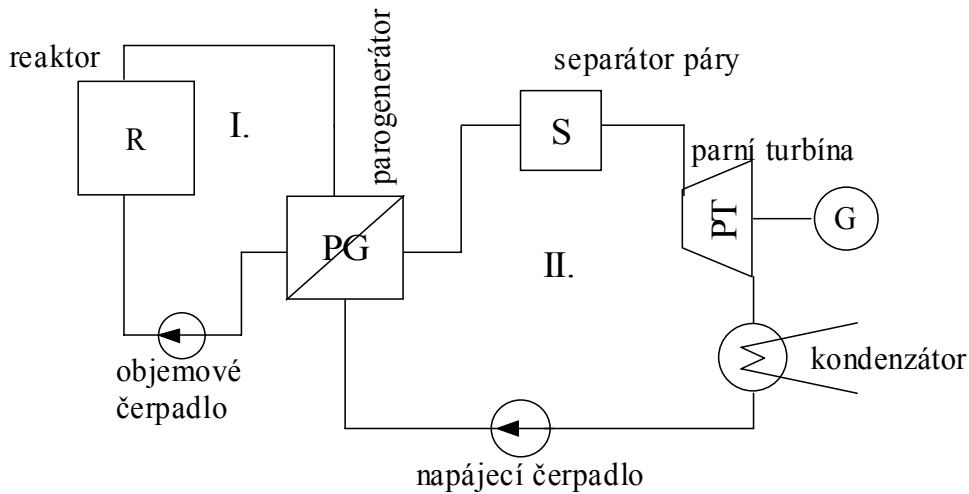 reaktor
R
I.
parogenerátor
PG
separátor páry
S
parní turbína
PT
G
II.
kondenzátor
objemové
čerpadlo
napájecí čerpadlo